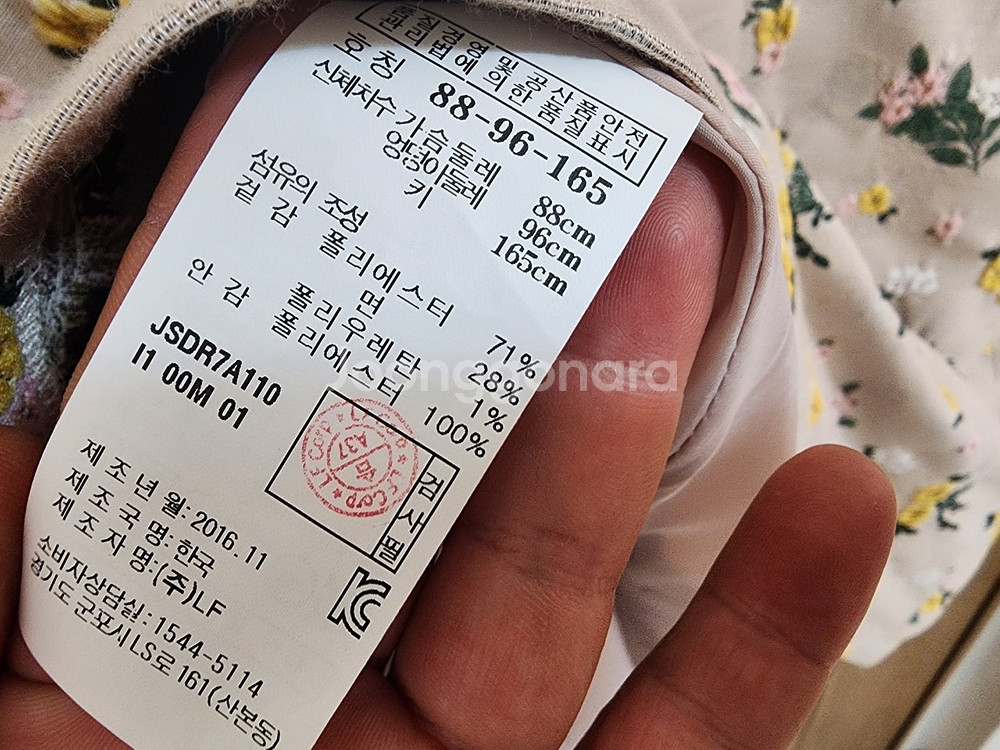 품질경영 및 공산품안전
관리법에 의한 품질표시
호칭 88-96-165
신체치수 가슴둘레 88cm
엉덩이둘레 96cm
키 165cm
섬유의 조성
겉감 폴리에스터 71%
면 28%
폴리우레탄 1%
안감 폴리에스터 100%
JSDR7A110
I1 00M 01
검사필
제조년월: 2016. 11
제조국명: 한국
제조자명:(주)LF
소비자상담실: 1544-5114
경기도 군포시 LS로 161(산본동)